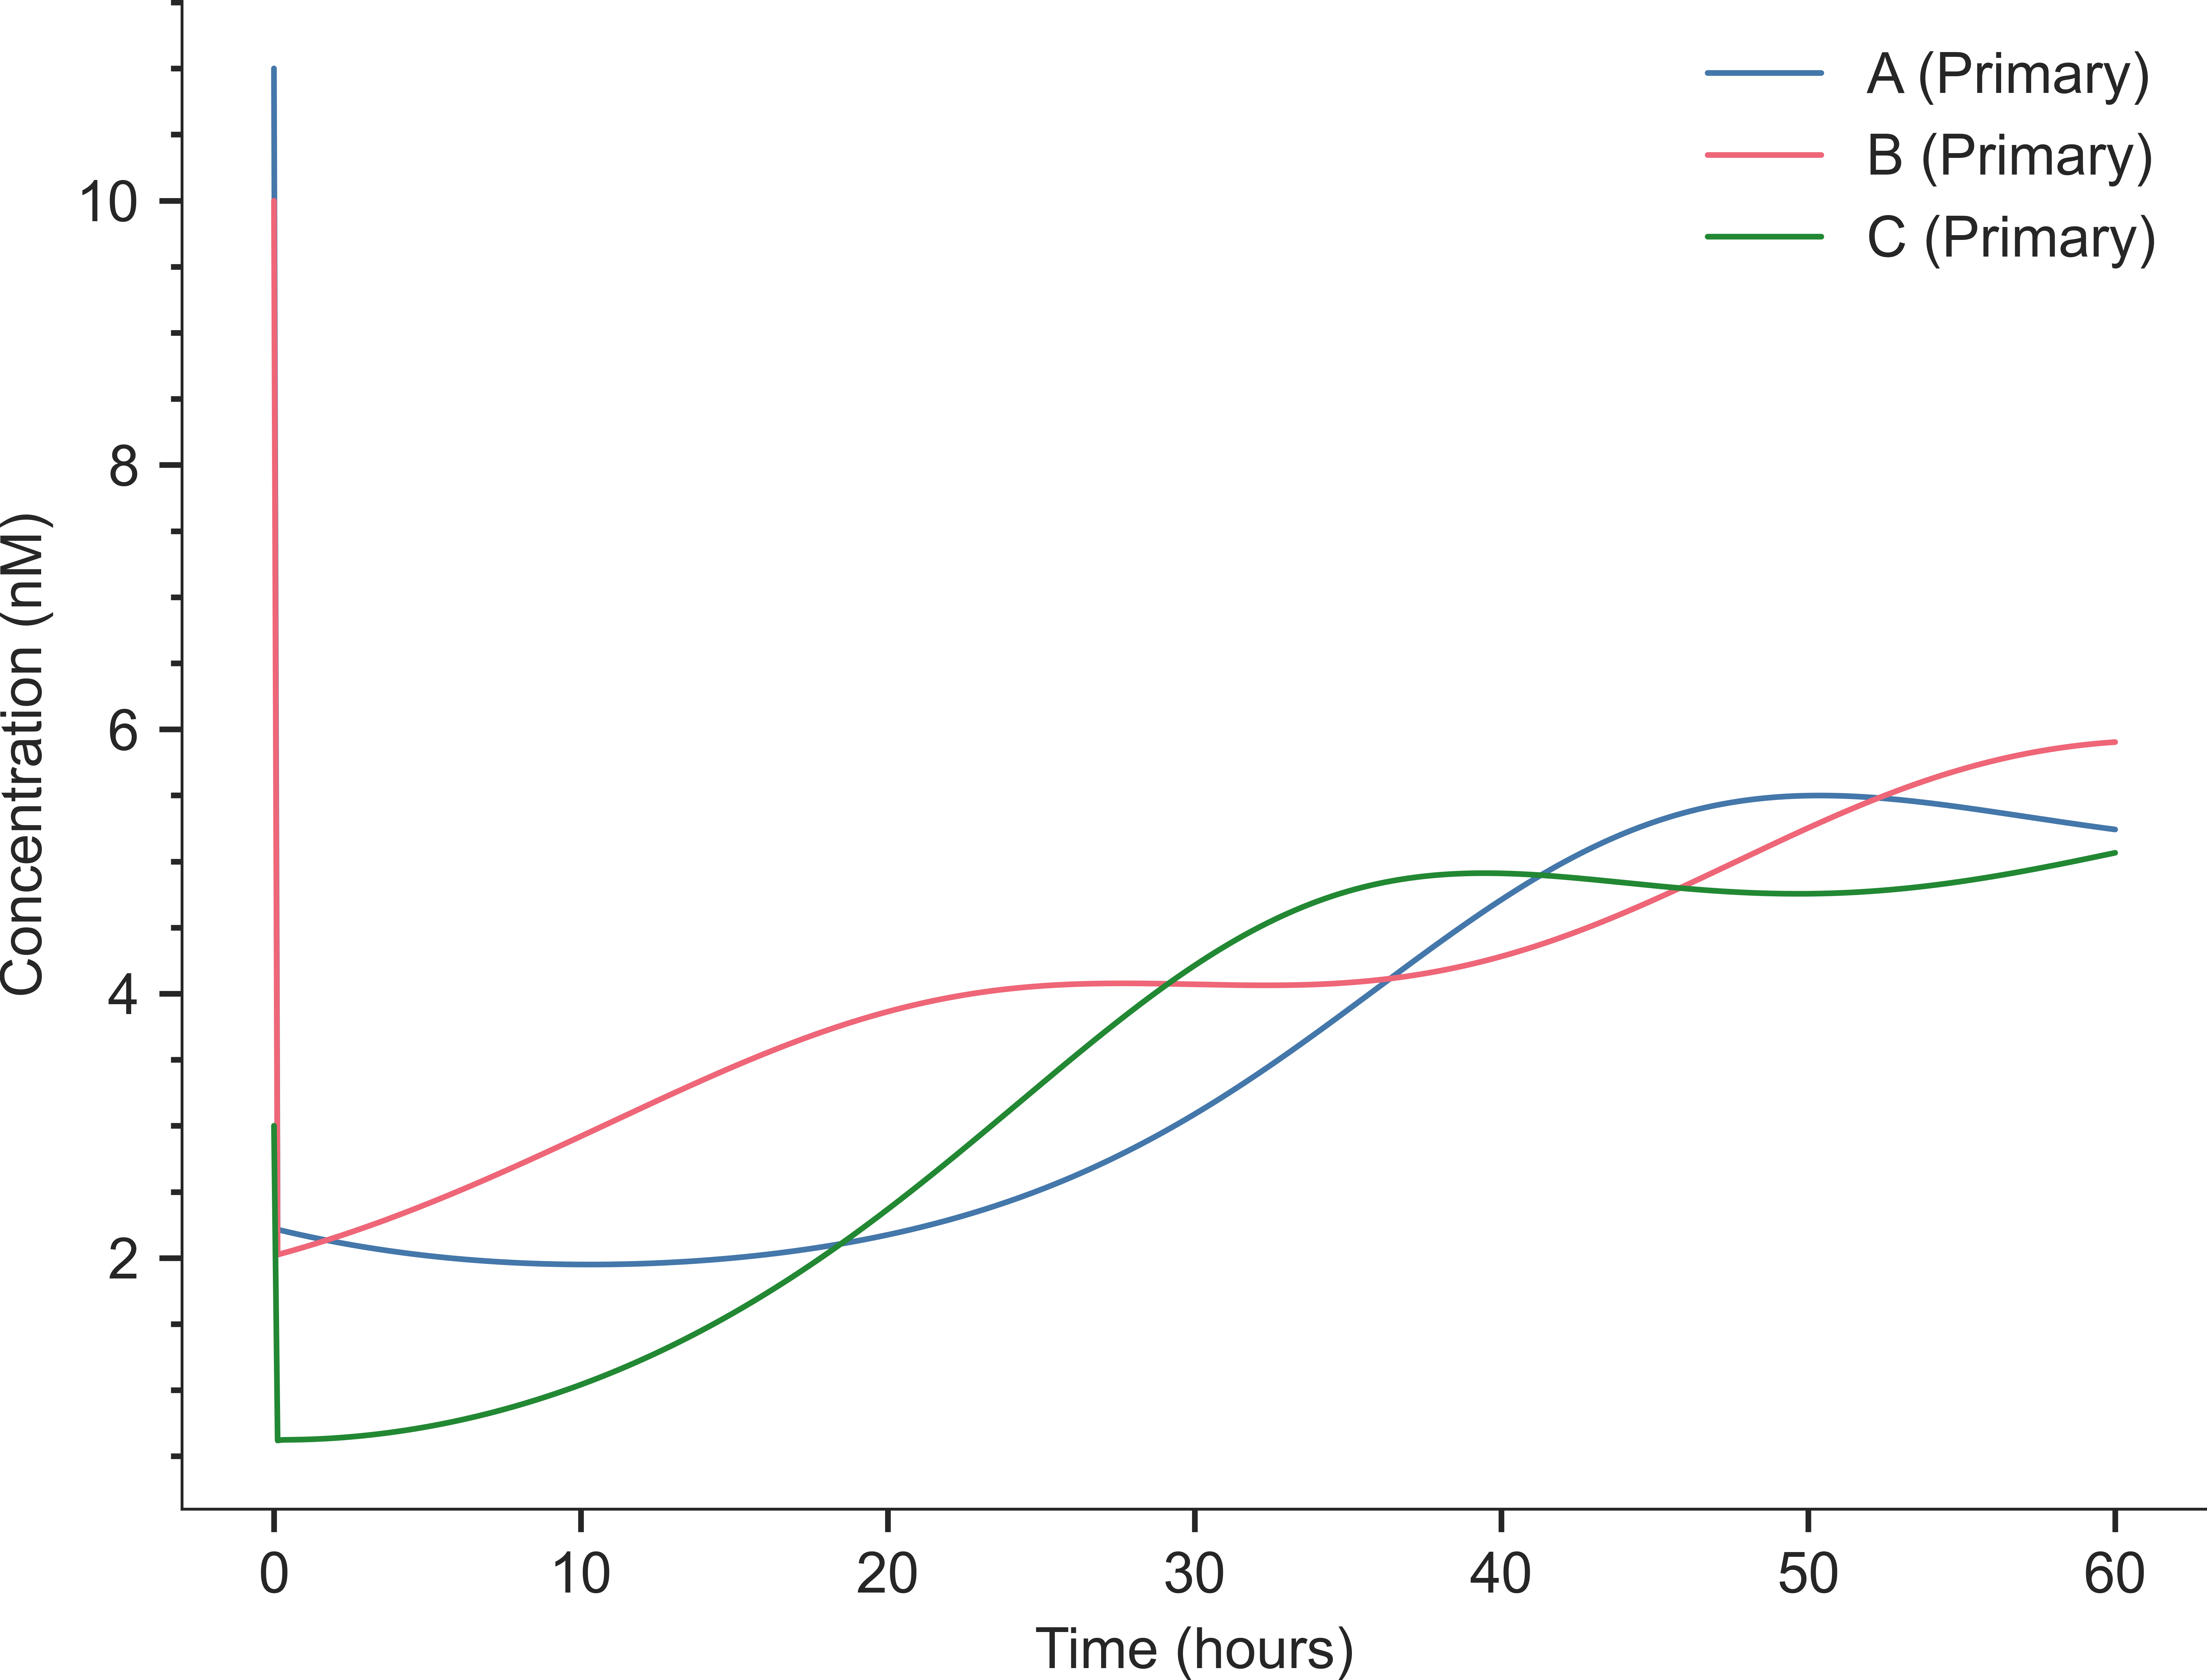 A (Primary)
B (Primary)
C (Primary)
Concentration (nM)
10
8
6
4
2
0 10 20 30 40 50 60
Time (hours)